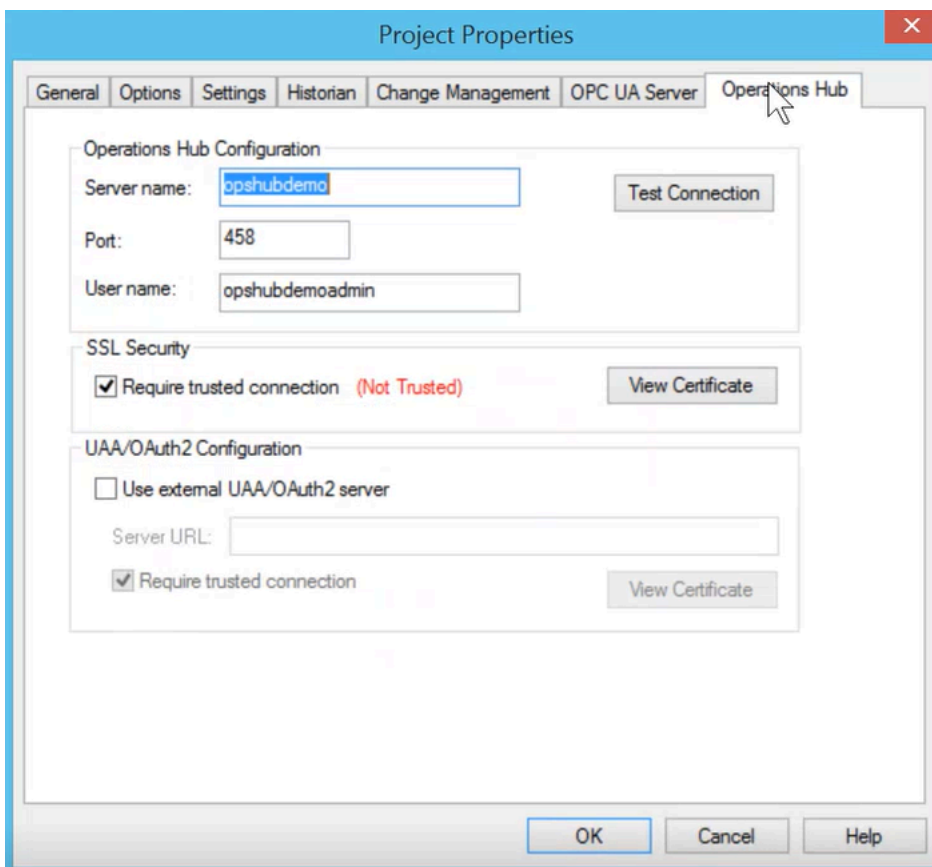 Project Properties
General Options Settings Historian Change Management OPC UA Server Operations Hub
Operations Hub Configuration
Server name: opshubdemo Test Connection
Port: 458
User name: opshubdemoadmin
SSL Security
Require trusted connection (Not Trusted) View Certificate
UAA/OAuth2 Configuration
Use external UAA/OAuth2 server
Server URL:
Require trusted connection View Certificate
OK Cancel Help